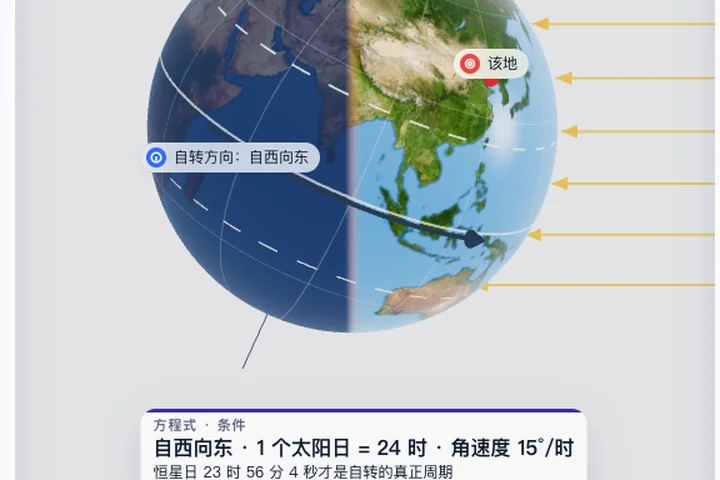 该地
自转方向：自西向东
方程式 · 条件
自西向东 · 1 个太阳日 = 24 时 · 角速度 15°/时
恒星日 23 时 56 分 4 秒才是自转的真正周期